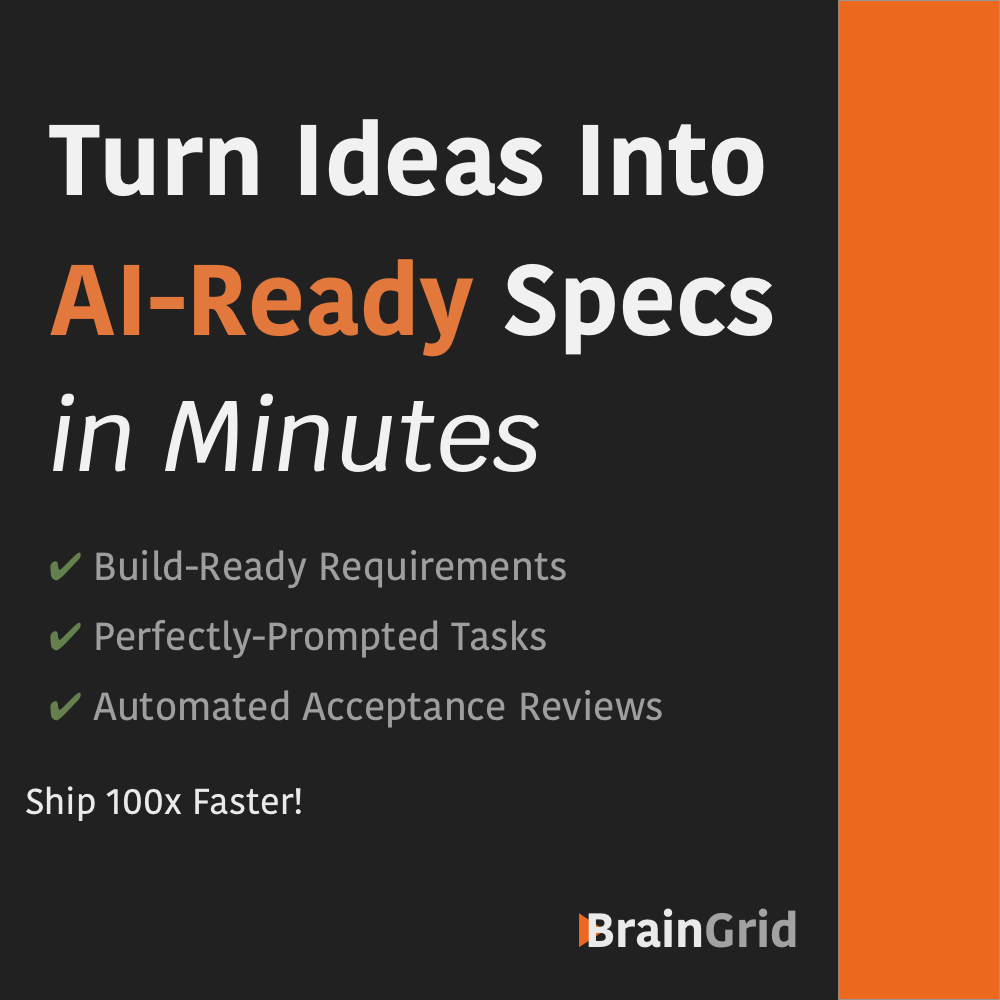 Turn Ideas Into
AI-Ready Specs
in Minutes
✔ Build-Ready Requirements
✔ Perfectly-Prompted Tasks
✔ Automated Acceptance Reviews
Ship 100x Faster!
BrainGrid